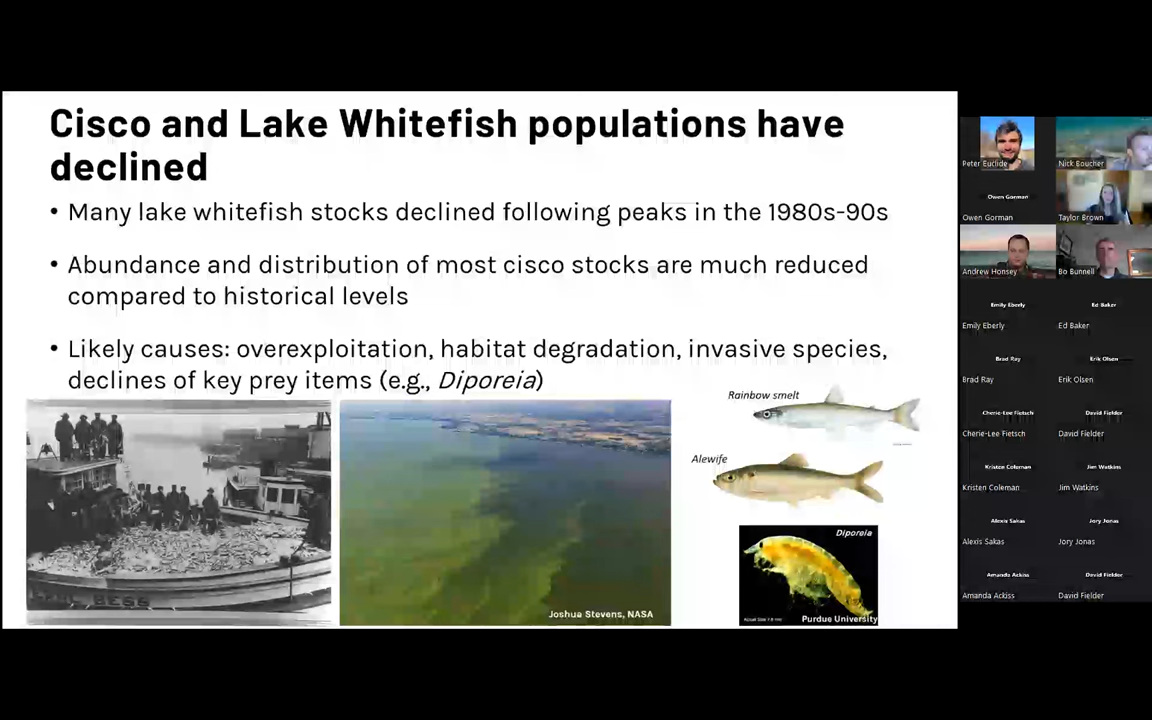 Cisco and Lake Whitefish populations have
declined
• Many lake whitefish stocks declined following peaks in the 1980s-90s
• Abundance and distribution of most cisco stocks are much reduced
compared to historical levels
• Likely causes: overexploitation, habitat degradation, invasive species,
declines of key prey items (e.g., Diporeia)
Rainbow smelt
Alewife
Diporeia
Purdue University
Joshua Stevens, NASA
BESS
Peter Euclide
Nick Boucher
Owen Gorman
Owen Gorman
Taylor Brown
Andrew Honsey
Bo Bunnell
Emily Eberly
Ed Baker
Emily Eberly
Ed Baker
Brad Ray
Erik Olsen
Brad Ray
Erik Olsen
Cherie-Lee Fietsch
David Fielder
Cherie-Lee Fietsch
David Fielder
Kristen Coleman
Jim Watkins
Kristen Coleman
Jim Watkins
Alexis Sakas
Jory Jonas
Alexis Sakas
Jory Jonas
Amanda Ackiss
David Fielder
Amanda Ackiss
David Fielder